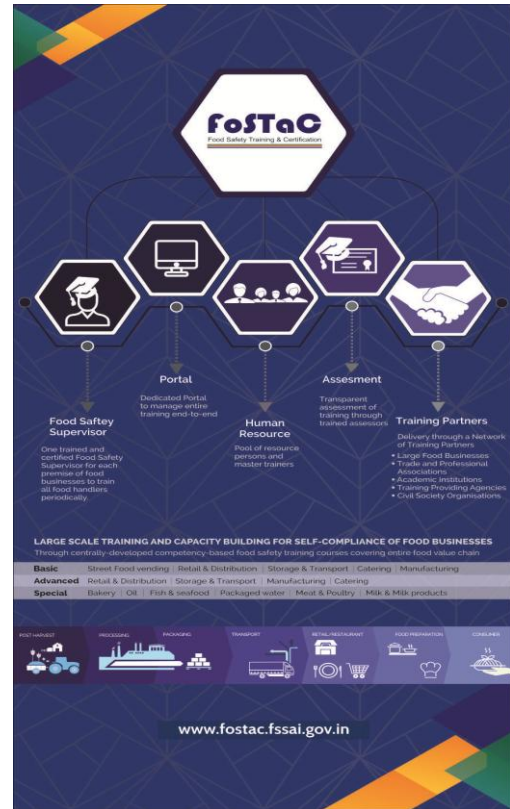 FoSTaC
Food Safety Training & Certification
Portal
Dedicated Portal
to manage entire
training end-to-end
Assesment
Transparent
assessment of
training through
trained assessors
Food Saftey
Supervisor
One trained and
certified Food Safety
Supervisor for each
premise of food
businesses to train
all food handlers
periodically.
Human
Resource
Pool of resource
persons and
master trainers
Training Partners
Delivery through a Network
of Training Partners
• Large Food Businesses
• Trade and Professional
Associations
• Academic Institutions
• Training Providing Agencies
• Civil Society Organisations
LARGE SCALE TRAINING AND CAPACITY BUILDING FOR SELF-COMPLIANCE OF FOOD BUSINESSES
Through centrally-developed competency-based food safety training courses covering entire food value chain
Basic Street Food vending | Retail & Distribution | Storage & Transport | Catering | Manufacturing
Advanced Retail & Distribution | Storage & Transport | Manufacturing | Catering
Special Bakery | Oil | Fish & seafood | Packaged water | Meat & Poultry | Milk & Milk products
POST HARVEST PROCESSING PACKAGING TRANSPORT RETAIL/RESTAURANT FOOD PREPARATION CONSUMER
www.fostac.fssai.gov.in